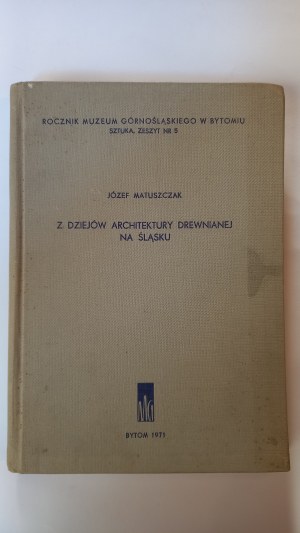 ROCZNIK MUZEUM GÓRNOŚLĄSKIEGO W BYTOMIU
SZTUKA, ZESZYT NR 5
JÓZEF MATUSZCZAK
Z DZIEJÓW ARCHITEKTURY DREWNIANEJ
NA ŚLĄSKU
BYTOM 1971